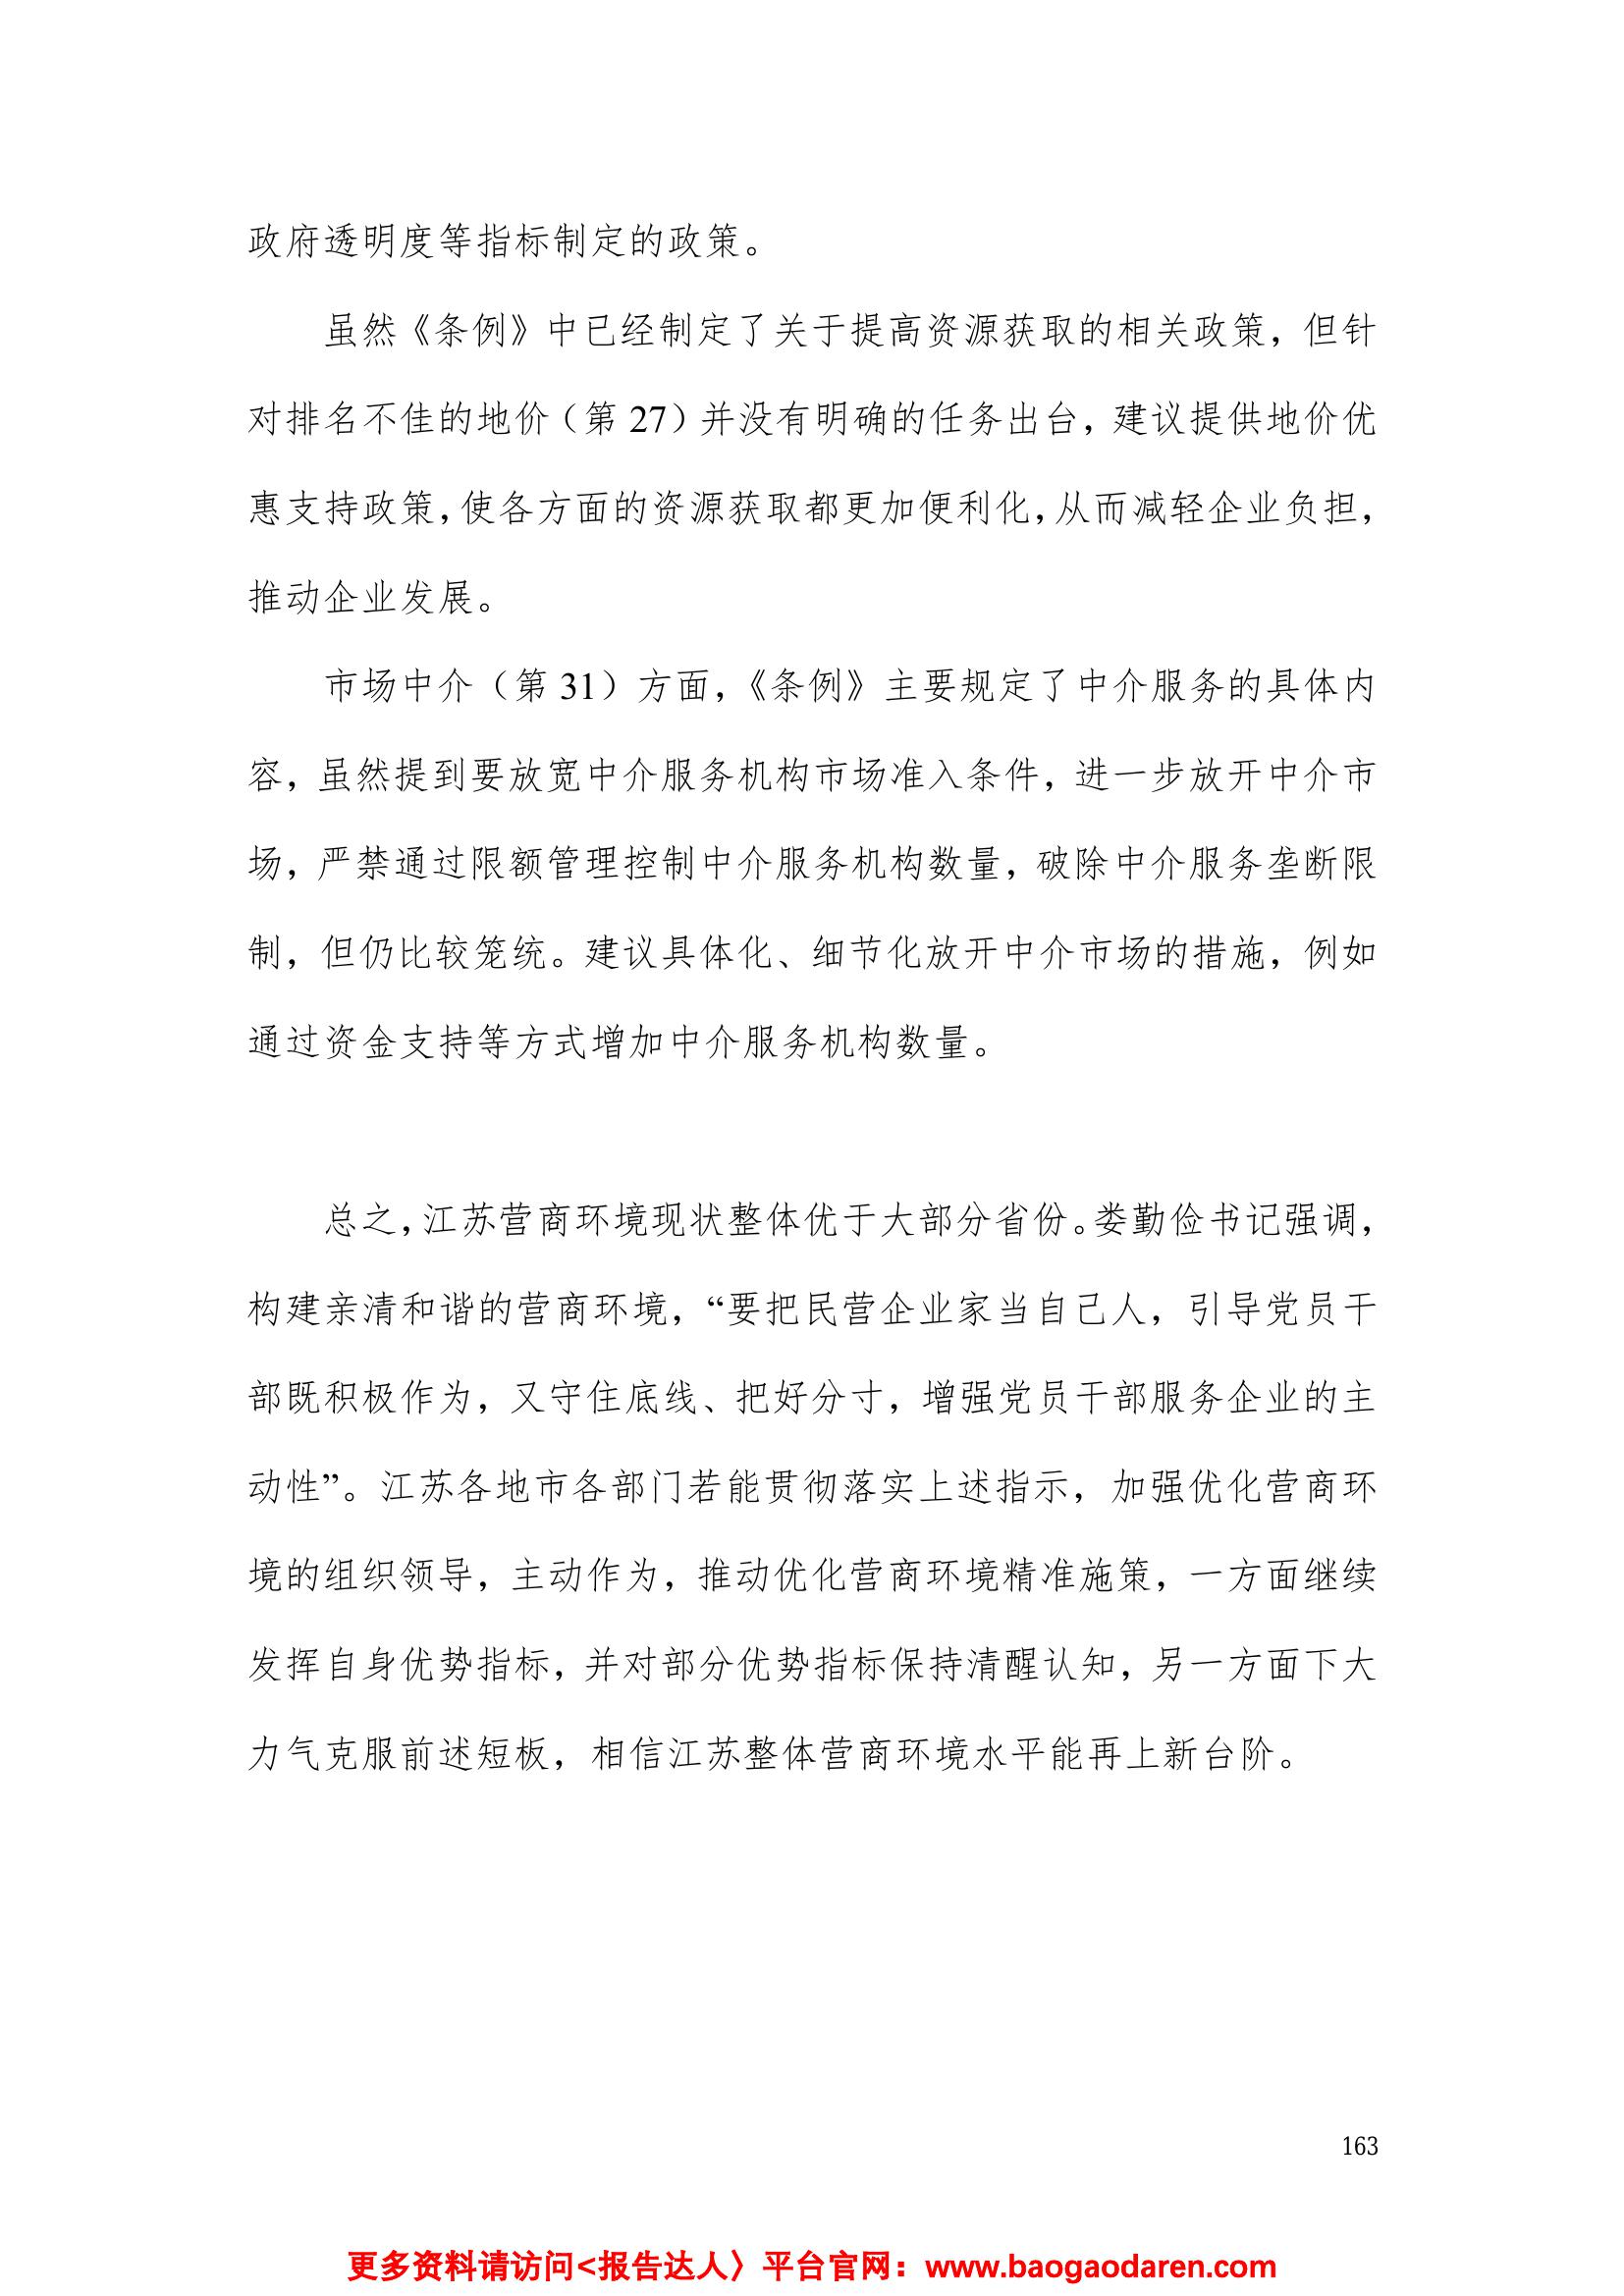 政府透明度等指标制定的政策。
虽然《条例》中已经制定了关于提高资源获取的相关政策，但针
对排名不佳的地价（第 27）并没有明确的任务出台，建议提供地价优
惠支持政策，使各方面的资源获取都更加便利化，从而减轻企业负担，
推动企业发展。
市场中介（第 31）方面，《条例》主要规定了中介服务的具体内
容，虽然提到要放宽中介服务机构市场准入条件，进一步放开中介市
场，严禁通过限额管理控制中介服务机构数量，破除中介服务垄断限
制，但仍比较笼统。建议具体化、细节化放开中介市场的措施，例如
通过资金支持等方式增加中介服务机构数量。
总之，江苏营商环境现状整体优于大部分省份。娄勤俭书记强调，
构建亲清和谐的营商环境，“要把民营企业家当自己人，引导党员干
部既积极作为，又守住底线、把好分寸，增强党员干部服务企业的主
动性”。江苏各地市各部门若能贯彻落实上述指示，加强优化营商环
境的组织领导，主动作为，推动优化营商环境精准施策，一方面继续
发挥自身优势指标，并对部分优势指标保持清醒认知，另一方面下大
力气克服前述短板，相信江苏整体营商环境水平能再上新台阶。
163
更多资料请访问<报告达人〉平台官网：www.baogaodaren.com